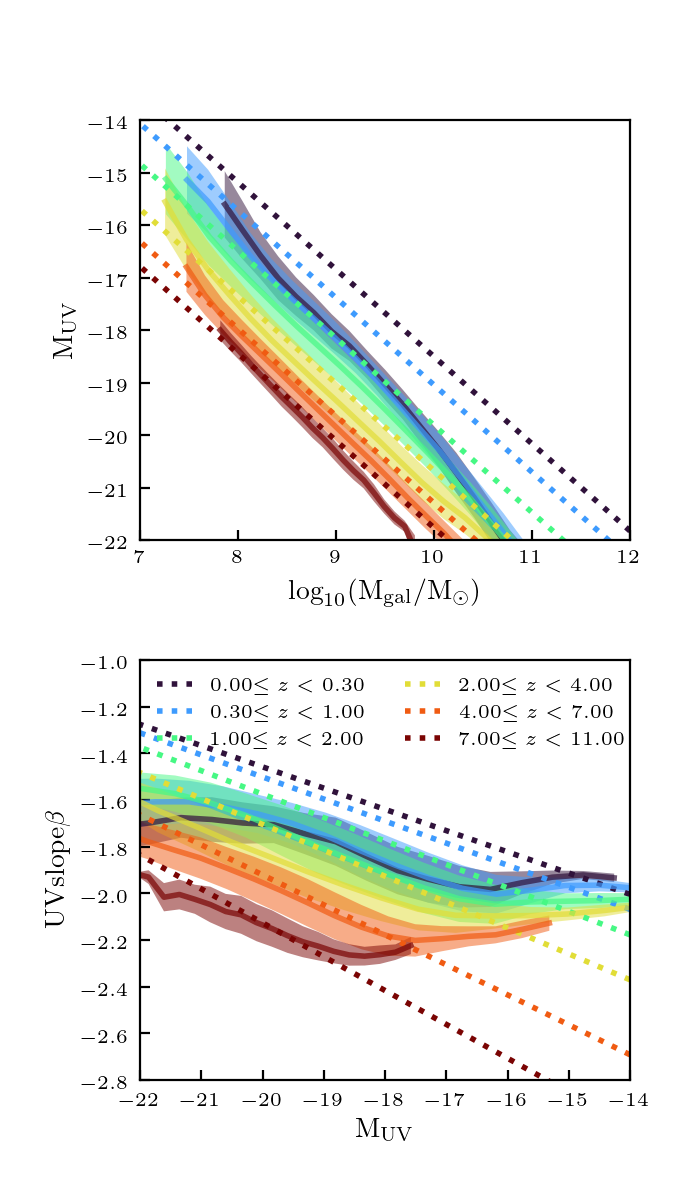 −14
−15
−16
−17
−18
−19
−20
−21
−22
M_UV
7 8 9 10 11 12
log₁₀(M_gal/M_⊙)
−1.0
−1.2
−1.4
−1.6
−1.8
−2.0
−2.2
−2.4
−2.6
−2.8
UVslopeβ
0.00≤ z < 0.30
0.30≤ z < 1.00
1.00≤ z < 2.00
2.00≤ z < 4.00
4.00≤ z < 7.00
7.00≤ z < 11.00
−22 −21 −20 −19 −18 −17 −16 −15 −14
M_UV